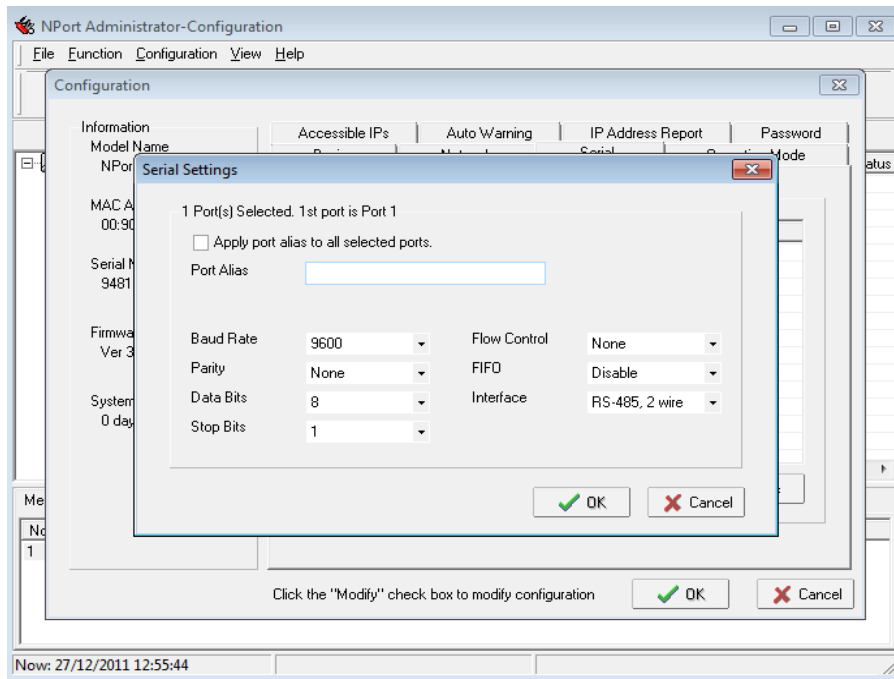 NPort Administrator-Configuration
File Function Configuration View Help
Configuration
Information
Model Name
NPor
MAC A
00:90
Serial N
9481
Firmwa
Ver 3
System
0 day
Accessible IPs Auto Warning IP Address Report Password
Serial Mode
atus
Serial Settings
1 Port(s) Selected. 1st port is Port 1
Apply port alias to all selected ports.
Port Alias
Baud Rate 9600 Flow Control None
Parity None FIFO Disable
Data Bits 8 Interface RS-485, 2 wire
Stop Bits 1
OK Cancel
Me
No
1
Click the "Modify" check box to modify configuration OK Cancel
Now: 27/12/2011 12:55:44